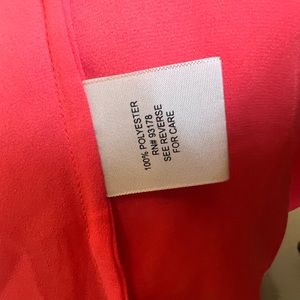 100% POLYESTER
RN# 93178
SEE REVERSE
FOR CARE